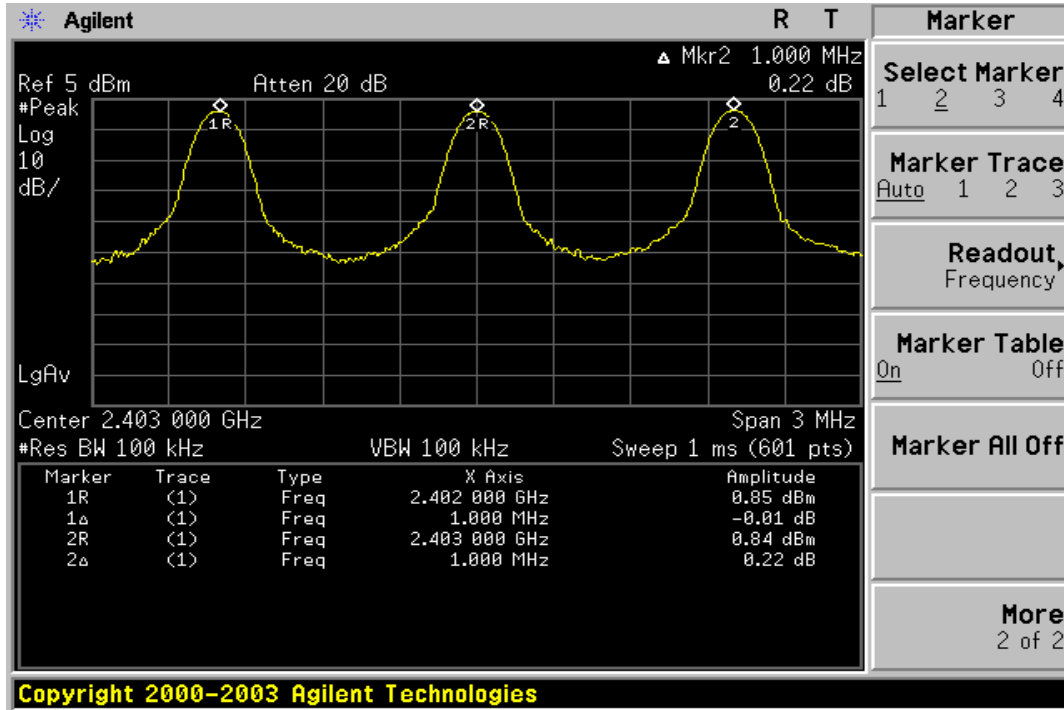 Agilent R T
Δ Mkr2 1.000 MHz
Ref 5 dBm Atten 20 dB 0.22 dB
#Peak
Log
10
dB/
1R
2R
2
LgAv
Center 2.403 000 GHz Span 3 MHz
#Res BW 100 kHz VBW 100 kHz Sweep 1 ms (601 pts)
Marker Trace Type X Axis Amplitude
1R (1) Freq 2.402 000 GHz 0.85 dBm
1Δ (1) Freq 1.000 MHz -0.01 dB
2R (1) Freq 2.403 000 GHz 0.84 dBm
2Δ (1) Freq 1.000 MHz 0.22 dB
Marker
Select Marker
1 2 3 4
Marker Trace
Auto 1 2 3
Readout
Frequency
Marker Table
On Off
Marker All Off
More
2 of 2
Copyright 2000-2003 Agilent Technologies